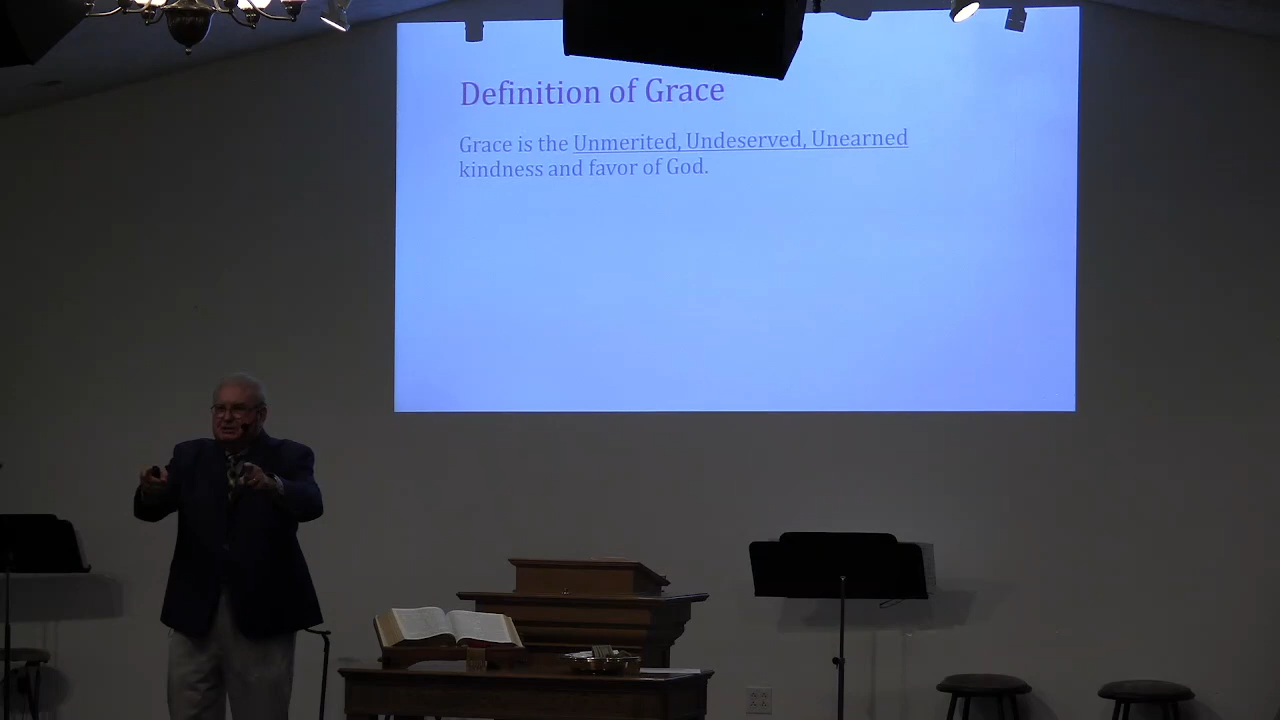 Definition of Grace
Grace is the Unmerited, Undeserved, Unearned
kindness and favor of God.